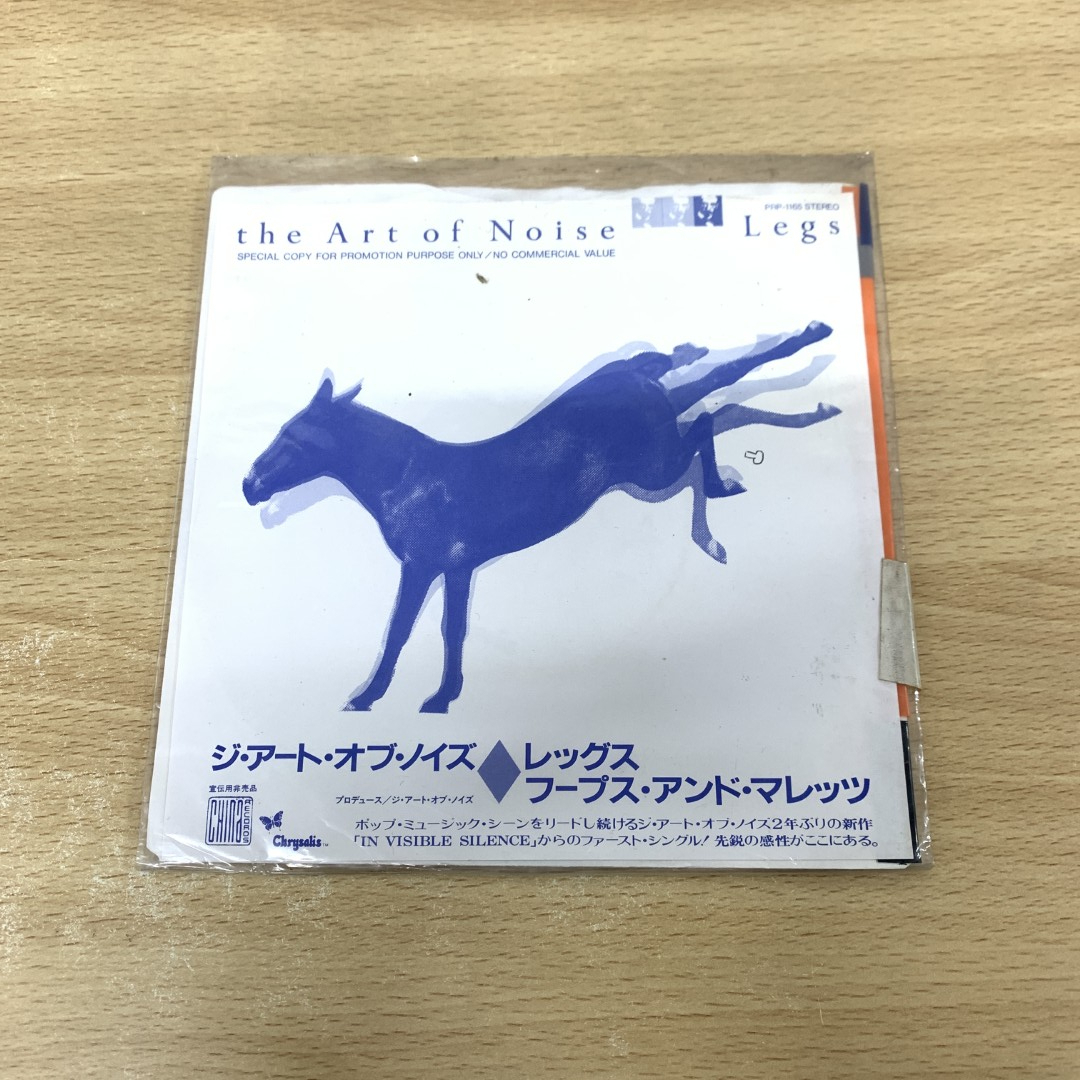 PRP-1165 STEREO
the Art of Noise Legs
SPECIAL COPY FOR PROMOTION PURPOSE ONLY/NO COMMERCIAL VALUE
ジ・アート・オブ・ノイズ◆レッグス
フープス・アンド・マレッツ
宣伝用非売品
プロデュース/ジ・アート・オブ・ノイズ
CHINA RECORDS
Chrysalis™
ポップ・ミュージック・シーンをリードし続けるジ・アート・オブ・ノイズ2年ぶりの新作
「IN VISIBLE SILENCE」からのファースト・シングル! 先鋭の感性がここにある。